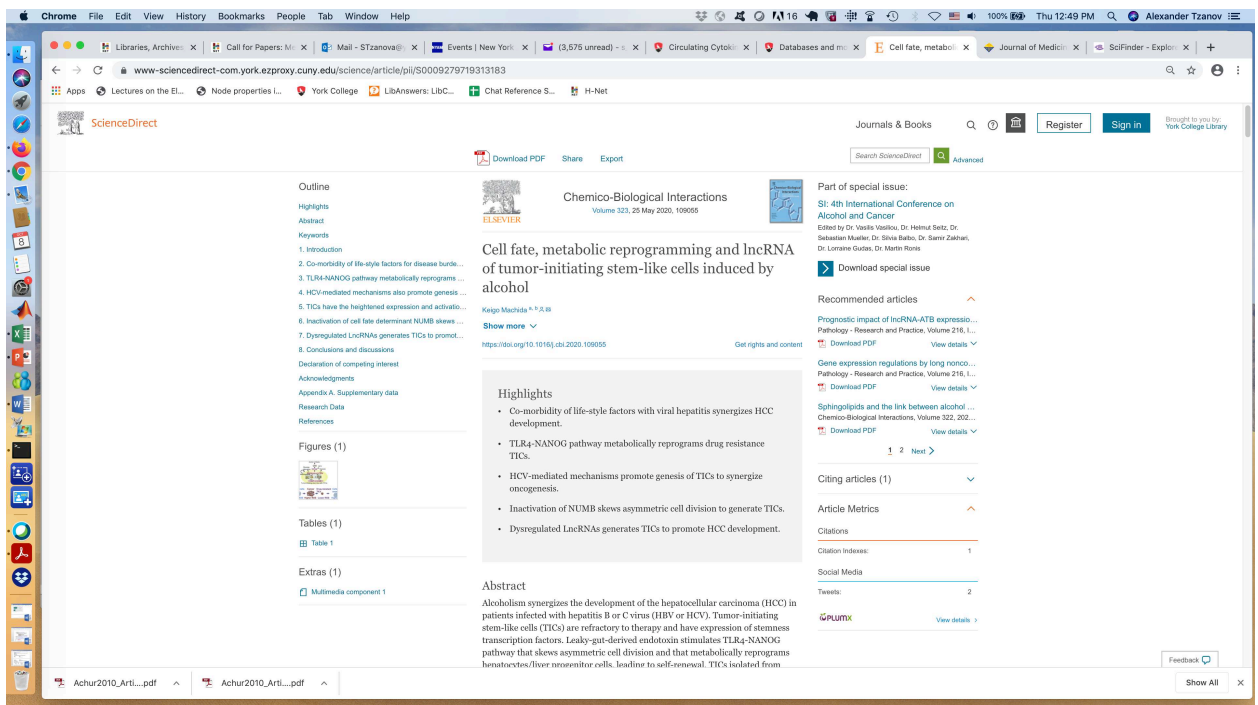 Chrome File Edit View History Bookmarks People Tab Window Help
16
100% Thu 12:49 PM Alexander Tzanov
Libraries, Archives
Call for Papers: M
Mail - STzanova@
Events | New York
(3,575 unread) - s
Circulating Cytokin
Databases and mo
Cell fate, metaboli
Journal of Medicin
SciFinder - Explore
www-sciencedirect-com.york.ezproxy.cuny.edu/science/article/pii/S0009279719313183
Apps
Lectures on the El...
Node properties i...
York College
LibAnswers: LibC...
Chat Reference S...
H-Net
ScienceDirect
Journals & Books
Register
Sign in
Brought to you by:
York College Library
Download PDF Share Export
Search ScienceDirect
Advanced
Outline
Highlights
Abstract
Keywords
1. Introduction
2. Co-morbidity of life-style factors for disease burde...
3. TLR4-NANOG pathway metabolically reprograms ...
4. HCV-mediated mechanisms also promote genesis ...
5. TICs have the heightened expression and activatio...
6. Inactivation of cell fate determinant NUMB skews ...
7. Dysregulated LncRNAs generates TICs to promot...
8. Conclusions and discussions
Declaration of competing interest
Acknowledgments
Appendix A. Supplementary data
Research Data
References
Figures (1)
Tables (1)
Table 1
Extras (1)
Multimedia component 1
ELSEVIER
Chemico-Biological Interactions
Volume 323, 25 May 2020, 109055
Cell fate, metabolic reprogramming and lncRNA
of tumor-initiating stem-like cells induced by
alcohol
Keigo Machida a, b
Show more
https://doi.org/10.1016/j.cbi.2020.109055
Get rights and content
Highlights
• Co-morbidity of life-style factors with viral hepatitis synergizes HCC
development.
• TLR4-NANOG pathway metabolically reprograms drug resistance
TICs.
• HCV-mediated mechanisms promote genesis of TICs to synergize
oncogenesis.
• Inactivation of NUMB skews asymmetric cell division to generate TICs.
• Dysregulated LncRNAs generates TICs to promote HCC development.
Abstract
Alcoholism synergizes the development of the hepatocellular carcinoma (HCC) in
patients infected with hepatitis B or C virus (HBV or HCV). Tumor-initiating
stem-like cells (TICs) are refractory to therapy and have expression of stemness
transcription factors. Leaky-gut-derived endotoxin stimulates TLR4-NANOG
pathway that skews asymmetric cell division and that metabolically reprograms
hepatocytes/liver progenitor cells, leading to self-renewal. TICs isolated from
Part of special issue:
SI: 4th International Conference on
Alcohol and Cancer
Edited by Dr. Vasilis Vasiliou, Dr. Helmut Seitz, Dr.
Sebastian Mueller, Dr. Silvia Balbo, Dr. Samir Zakhari,
Dr. Lorraine Gudas, Dr. Martin Ronis
Download special issue
Recommended articles
Prognostic impact of lncRNA-ATB expressio...
Pathology - Research and Practice, Volume 216, I...
Download PDF View details
Gene expression regulations by long nonco...
Pathology - Research and Practice, Volume 216, I...
Download PDF View details
Sphingolipids and the link between alcohol ...
Chemico-Biological Interactions, Volume 322, 202...
Download PDF View details
1 2 Next
Citing articles (1)
Article Metrics
Citations
Citation Indexes: 1
Social Media
Tweets: 2
PLUMX View details
Feedback
Achur2010_Arti....pdf
Achur2010_Arti....pdf
Show All